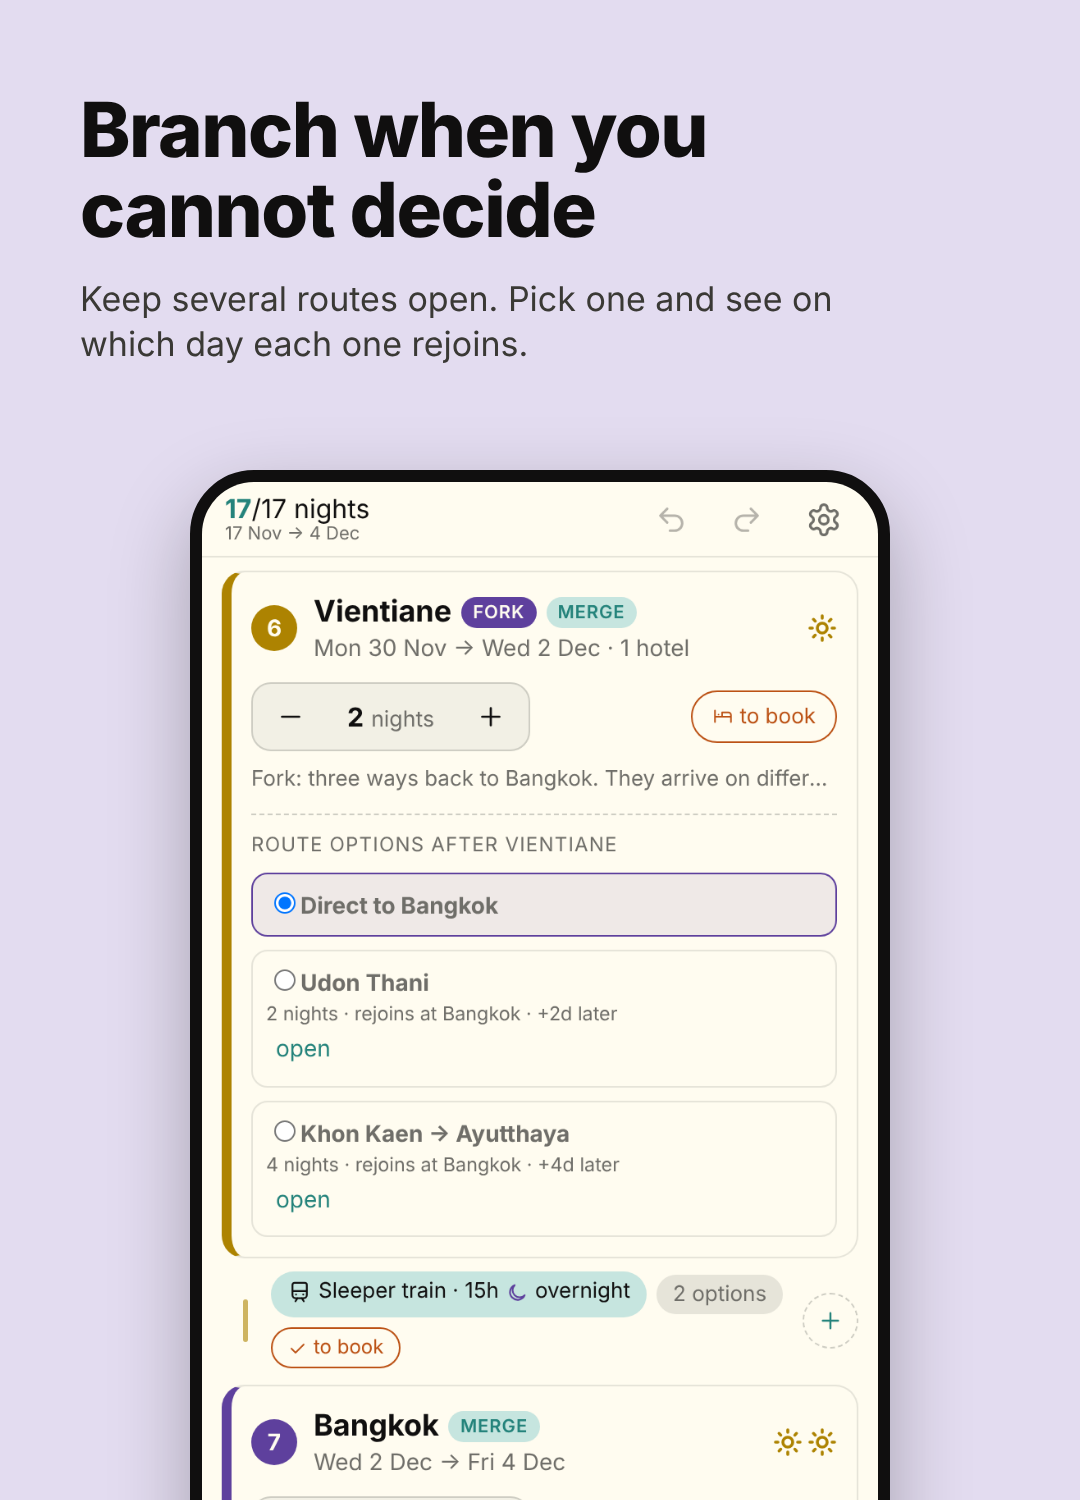 Branch when you
cannot decide
Keep several routes open. Pick one and see on
which day each one rejoins.
17/17 nights
17 Nov → 4 Dec
6 Vientiane FORK MERGE
Mon 30 Nov → Wed 2 Dec · 1 hotel
− 2 nights + to book
Fork: three ways back to Bangkok. They arrive on differ...
ROUTE OPTIONS AFTER VIENTIANE
Direct to Bangkok
Udon Thani
2 nights · rejoins at Bangkok · +2d later
open
Khon Kaen → Ayutthaya
4 nights · rejoins at Bangkok · +4d later
open
Sleeper train · 15h overnight 2 options
to book +
7 Bangkok MERGE
Wed 2 Dec → Fri 4 Dec